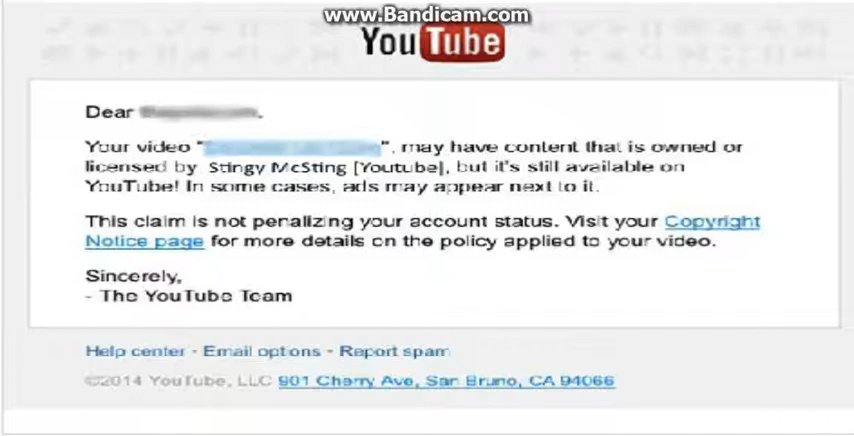 www.Bandicam.com
YouTube
Dear
Your video "", may have content that is owned or
licensed by Stingy McSting [Youtube], but it's still available on
YouTube! In some cases, ads may appear next to it.
This claim is not penalizing your account status. Visit your Copyright
Notice page for more details on the policy applied to your video.
Sincerely,
- The YouTube Team
Help center · Email options · Report spam
©2014 YouTube, LLC 901 Cherry Ave, San Bruno, CA 94066